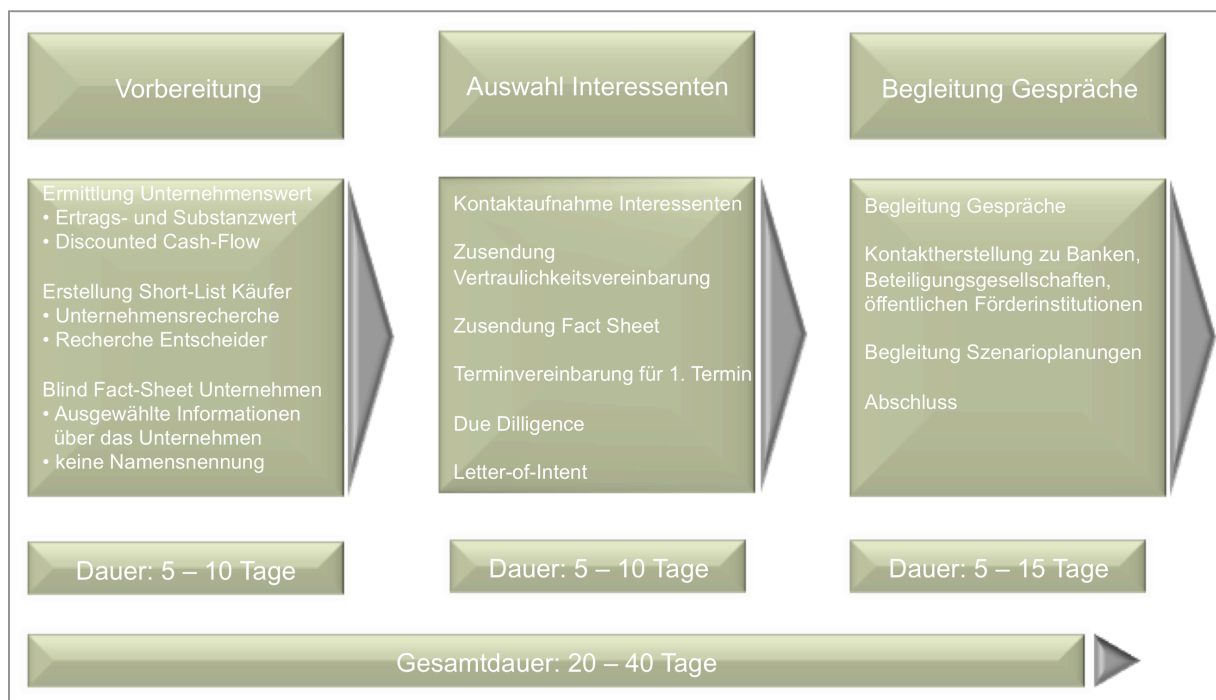 Vorbereitung
Auswahl Interessenten
Begleitung Gespräche
Ermittlung Unternehmenswert
• Ertrags- und Substanzwert
• Discounted Cash-Flow
Erstellung Short-List Käufer
• Unternehmensrecherche
• Recherche Entscheider
Blind Fact-Sheet Unternehmen
• Ausgewählte Informationen
über das Unternehmen
• keine Namensnennung
Kontaktaufnahme Interessenten
Zusendung
Vertraulichkeitsvereinbarung
Zusendung Fact Sheet
Terminvereinbarung für 1. Termin
Due Dilligence
Letter-of-Intent
Begleitung Gespräche
Kontaktherstellung zu Banken,
Beteiligungsgesellschaften,
öffentlichen Förderinstitutionen
Begleitung Szenarioplanungen
Abschluss
Dauer: 5 – 10 Tage
Dauer: 5 – 10 Tage
Dauer: 5 – 15 Tage
Gesamtdauer: 20 – 40 Tage